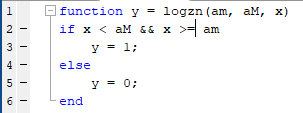 1 function y = logzn(am, aM, x)
2 - if x < aM && x >= am
3 - y = 1;
4 - else
5 - y = 0;
6 - end